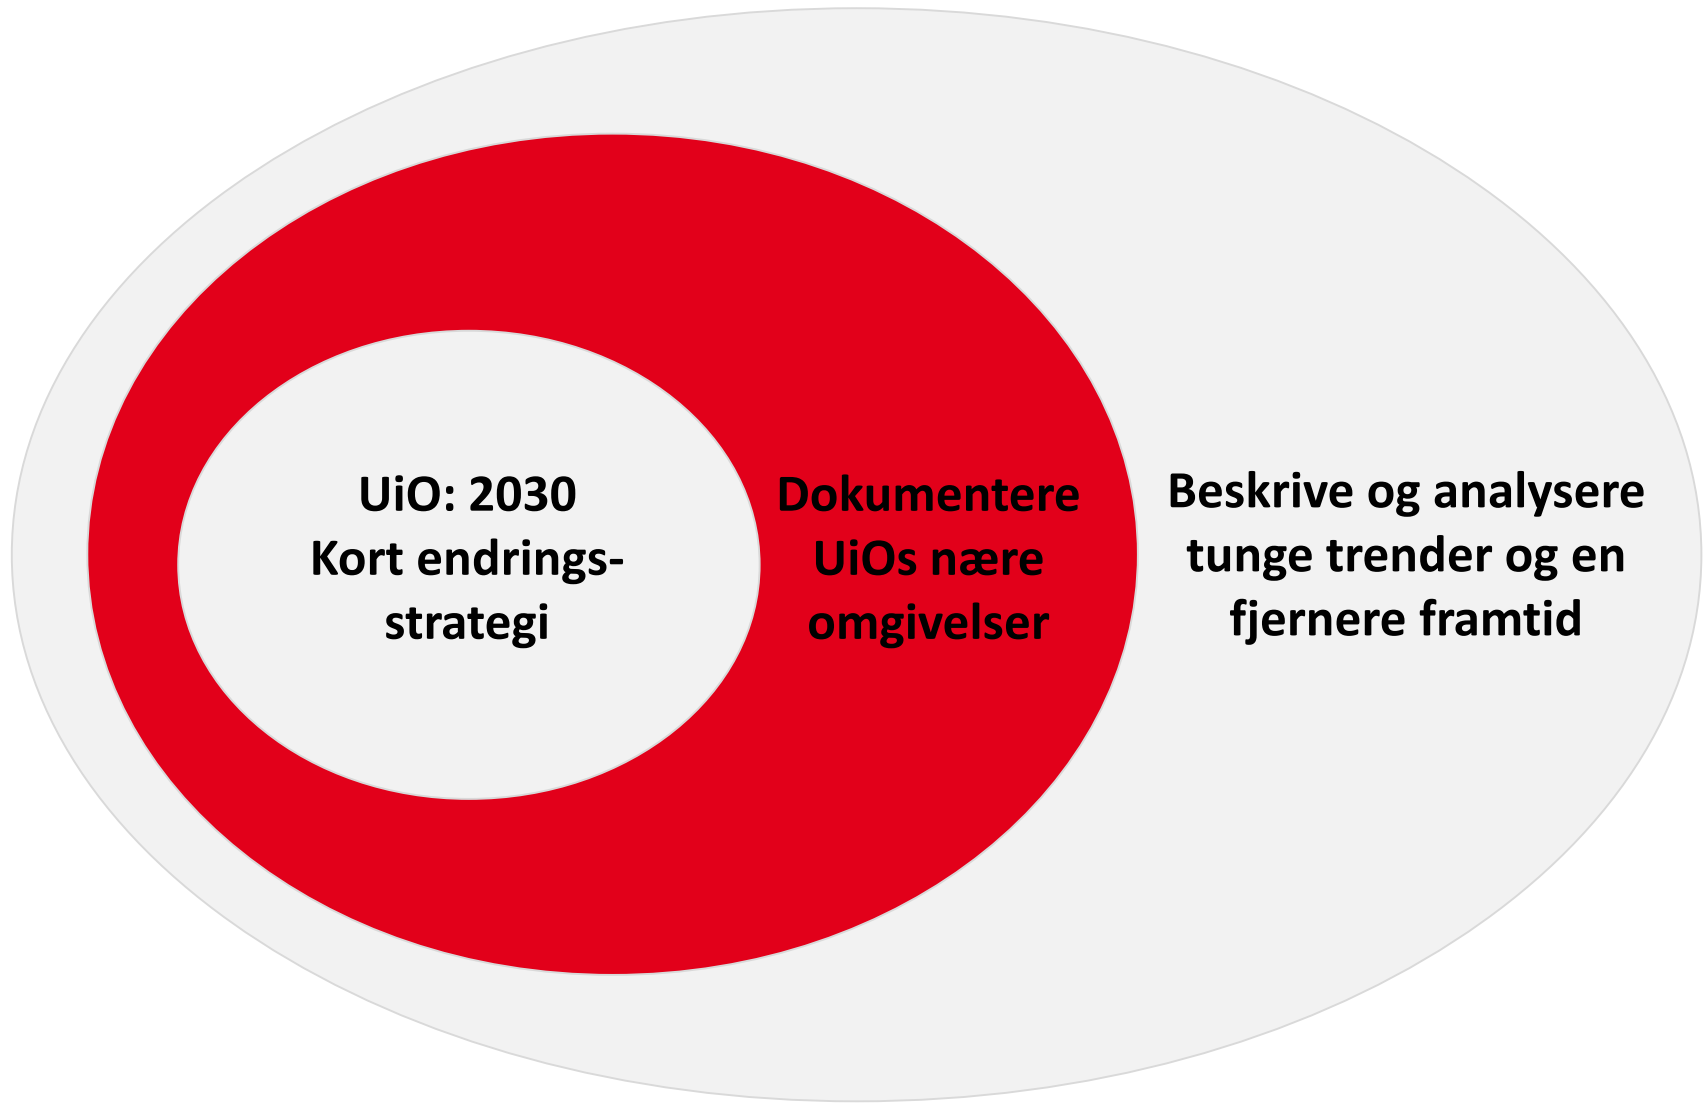 UiO: 2030
Kort endrings-
strategi
Dokumentere
UiOs nære
omgivelser
Beskrive og analysere
tunge trender og en
fjernere framtid